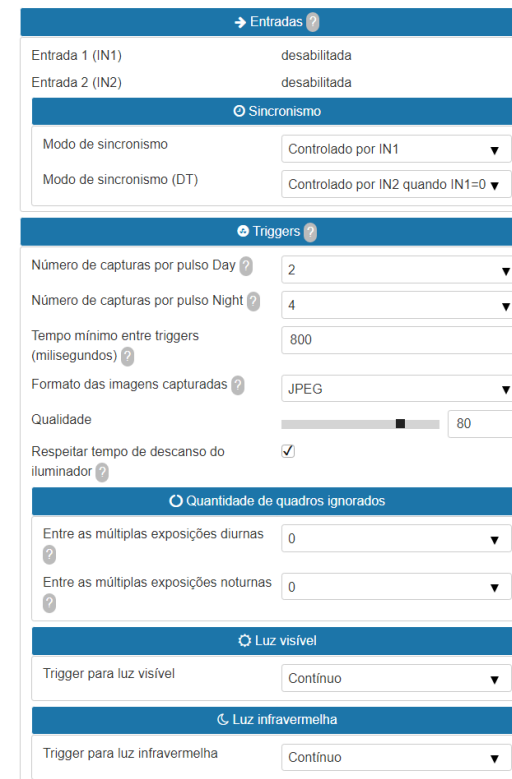 Entradas ?
Entrada 1 (IN1) desabilitada
Entrada 2 (IN2) desabilitada
Sincronismo
Modo de sincronismo Controlado por IN1
Modo de sincronismo (DT) Controlado por IN2 quando IN1=0
Triggers ?
Número de capturas por pulso Day ? 2
Número de capturas por pulso Night ? 4
Tempo mínimo entre triggers
(milisegundos) ? 800
Formato das imagens capturadas ? JPEG
Qualidade 80
Respeitar tempo de descanso do
iluminador ?
Quantidade de quadros ignorados
Entre as múltiplas exposições diurnas 0
?
Entre as múltiplas exposições noturnas 0
?
Luz visível
Trigger para luz visível Contínuo
Luz infravermelha
Trigger para luz infravermelha Contínuo